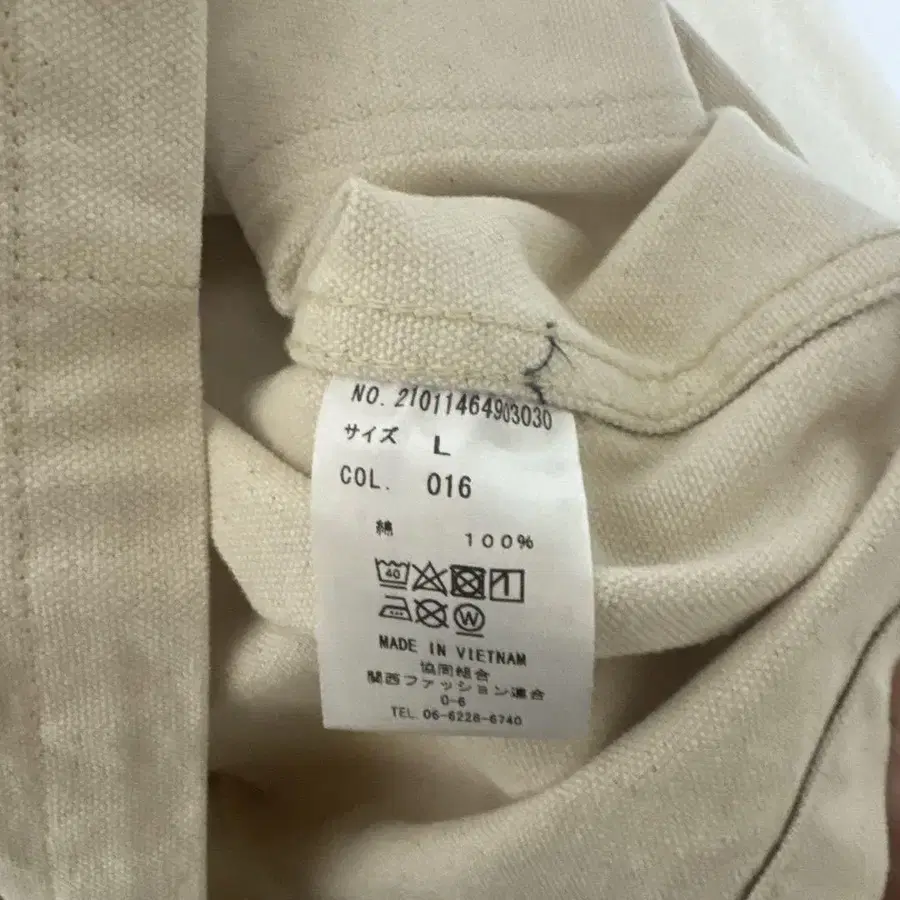 NO. 21011464903030
サイズ L
COL. 016
綿 100%
40
W
MADE IN VIETNAM
協同組合
関西ファッション連合
O-6
TEL. 06-6228-6740